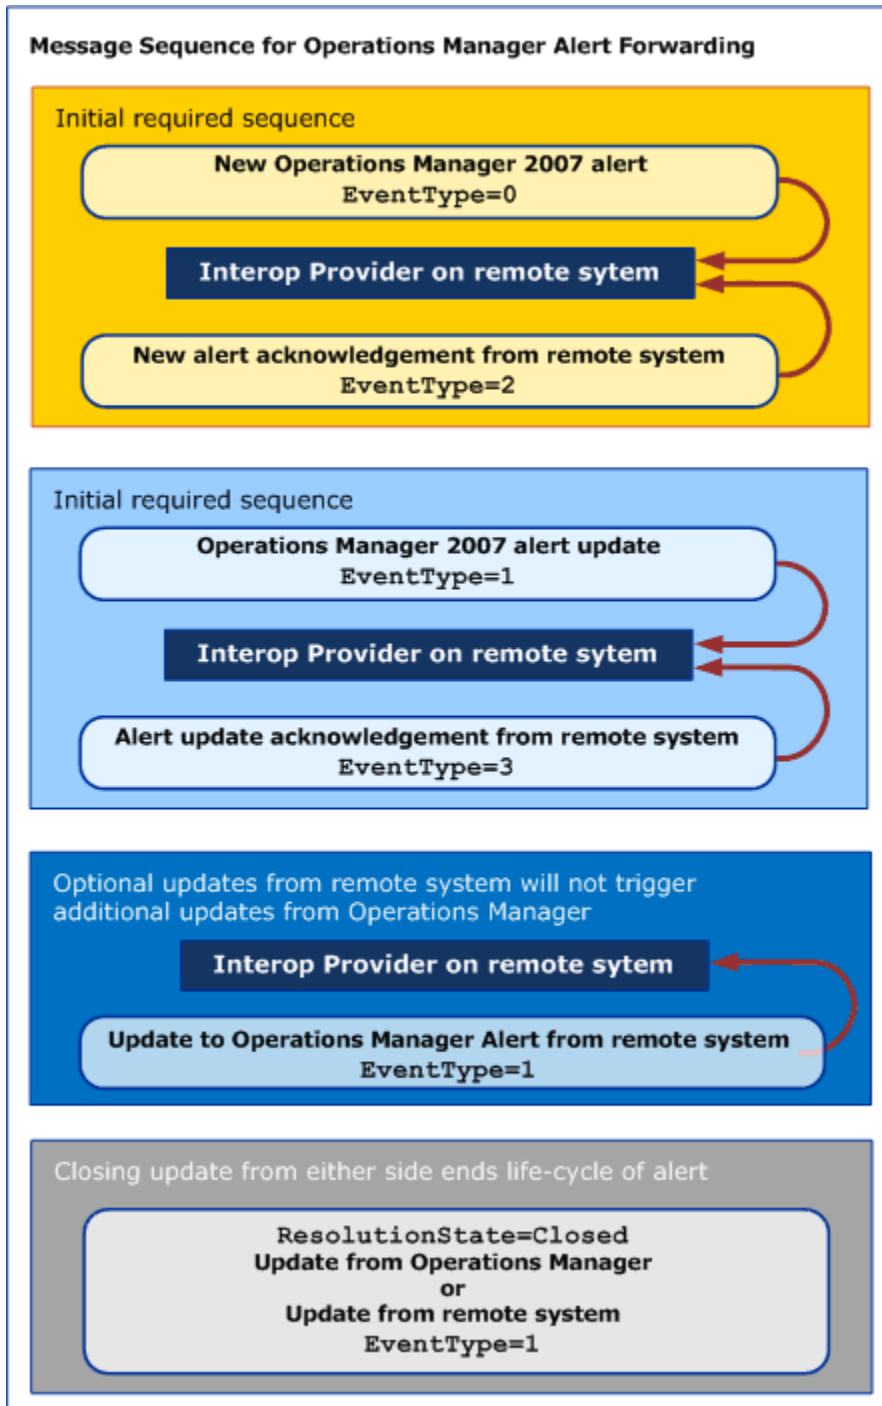 Message Sequence for Operations Manager Alert Forwarding
Initial required sequence
New Operations Manager 2007 alert
EventType=0
Interop Provider on remote sytem
New alert acknowledgement from remote system
EventType=2
Initial required sequence
Operations Manager 2007 alert update
EventType=1
Interop Provider on remote sytem
Alert update acknowledgement from remote system
EventType=3
Optional updates from remote system will not trigger
additional updates from Operations Manager
Interop Provider on remote sytem
Update to Operations Manager Alert from remote system
EventType=1
Closing update from either side ends life-cycle of alert
ResolutionState=Closed
Update from Operations Manager
or
Update from remote system
EventType=1